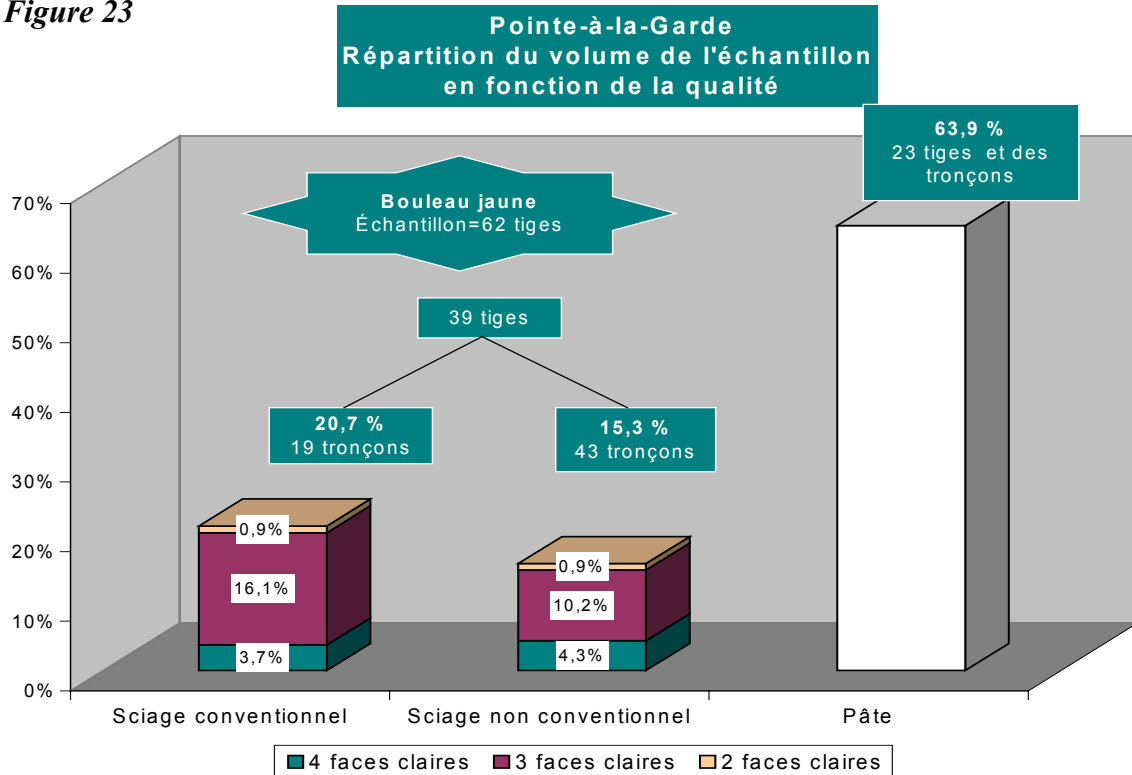 Figure 23
Pointe-à-la-Garde
Répartition du volume de l'échantillon
en fonction de la qualité
63,9 %
23 tiges et des
tronçons
Bouleau jaune
Échantillon=62 tiges
39 tiges
20,7 %
19 tronçons
15,3 %
43 tronçons
70%
60%
50%
40%
30%
20%
10%
0%
0,9%
16,1%
3,7%
0,9%
10,2%
4,3%
Sciage conventionnel
Sciage non conventionnel
Pâte
4 faces claires
3 faces claires
2 faces claires